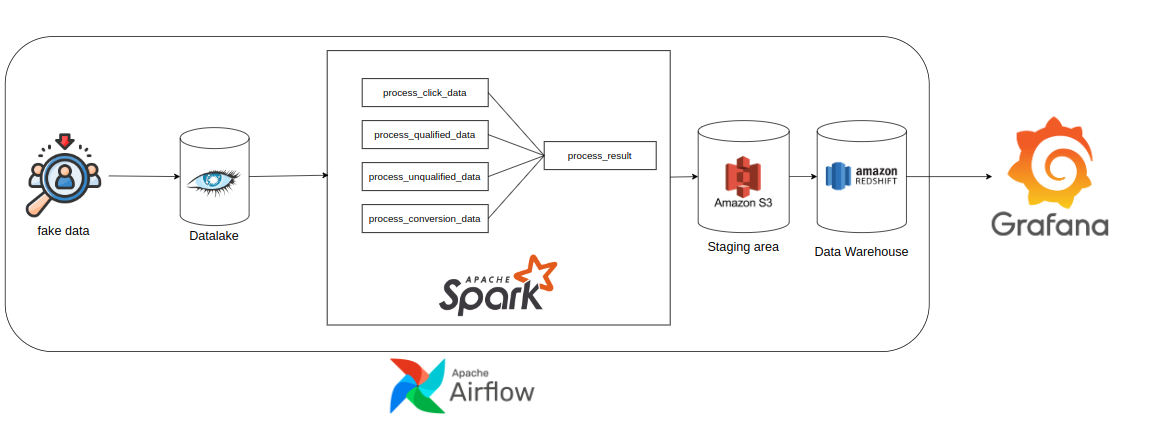 fake data
Datalake
process_click_data
process_qualified_data
process_unqualified_data
process_conversion_data
process_result
APACHE
Spark
Amazon S3
Staging area
amazon
REDSHIFT
Data Warehouse
Grafana
Apache
Airflow